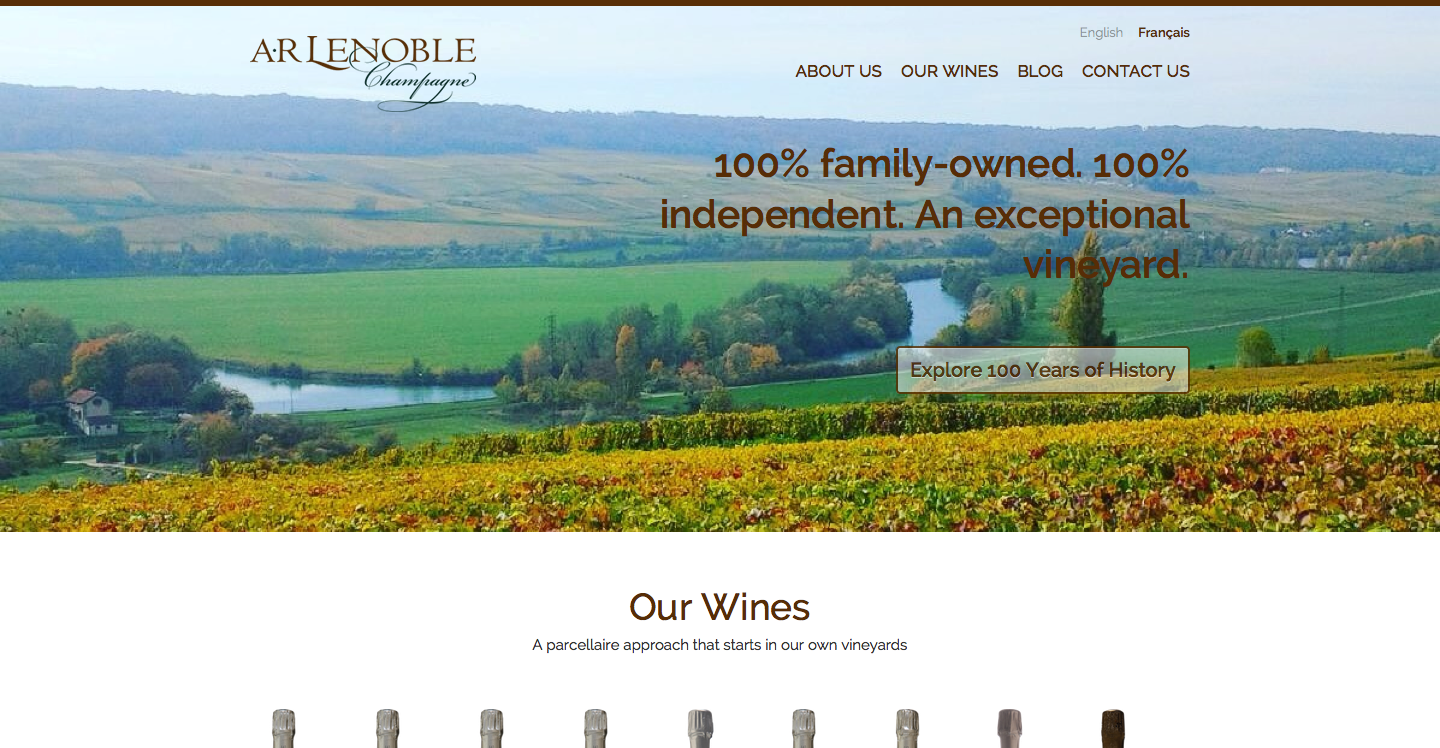 A·R LENOBLE
Champagne
English Français
ABOUT US OUR WINES BLOG CONTACT US
100% family-owned. 100%
independent. An exceptional
vineyard.
Explore 100 Years of History
Our Wines
A parcellaire approach that starts in our own vineyards